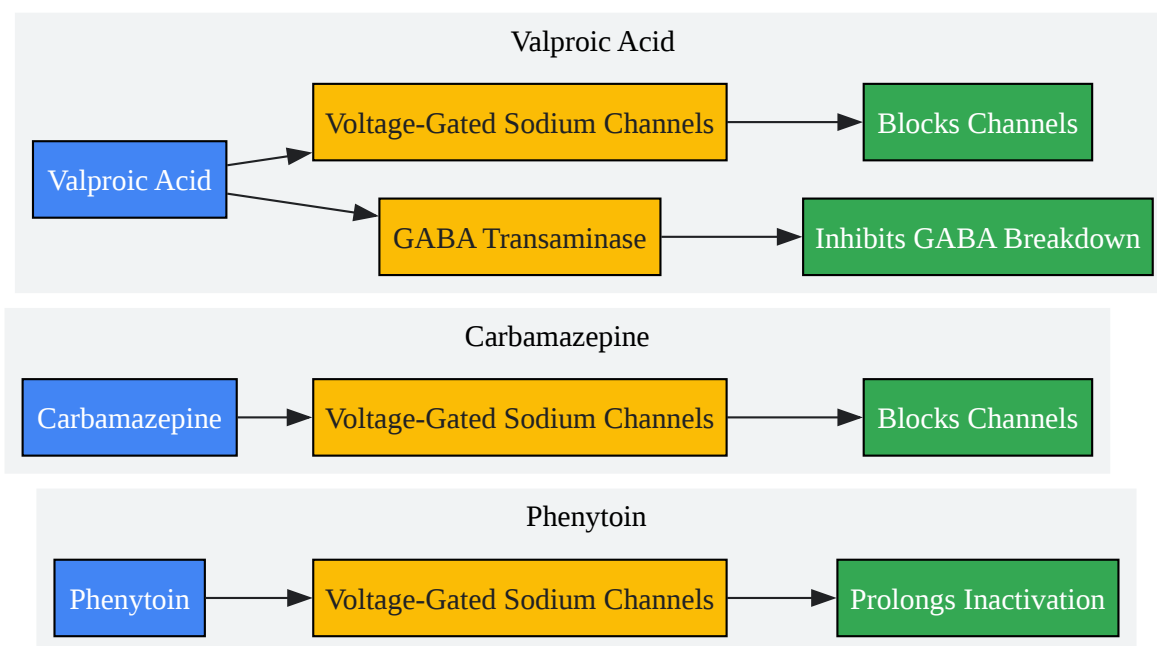 Valproic Acid
Voltage-Gated Sodium Channels
Blocks Channels
Valproic Acid
GABA Transaminase
Inhibits GABA Breakdown
Carbamazepine
Carbamazepine
Voltage-Gated Sodium Channels
Blocks Channels
Phenytoin
Phenytoin
Voltage-Gated Sodium Channels
Prolongs Inactivation